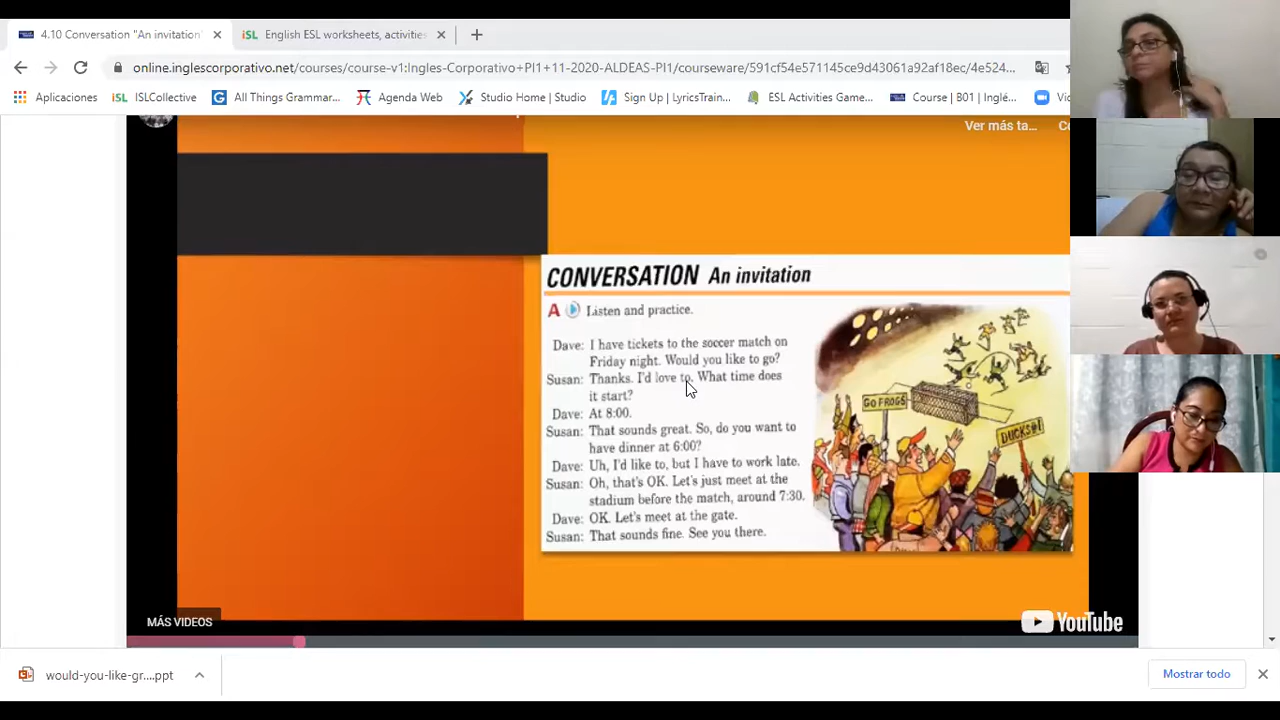 4.10 Conversation "An invitation"
iSL English ESL worksheets, activities
online.inglescorporativo.net/courses/course-v1:Ingles-Corporativo+PI1+11-2020-ALDEAS-PI1/courseware/591cf54e571145ce9d43061a92af18ec/4e524...
Aplicaciones
iSL ISLCollective
All Things Grammar...
Agenda Web
Studio Home | Studio
Sign Up | LyricsTrain...
ESL Activities Game...
Course | B01 | Inglé...
Ver más ta...
CONVERSATION An invitation
A Listen and practice.
Dave: I have tickets to the soccer match on
Friday night. Would you like to go?
Susan: Thanks. I'd love to. What time does
it start?
Dave: At 8:00.
Susan: That sounds great. So, do you want to
have dinner at 6:00?
Dave: Uh, I'd like to, but I have to work late.
Susan: Oh, that's OK. Let's just meet at the
stadium before the match, around 7:30.
Dave: OK. Let's meet at the gate.
Susan: That sounds fine. See you there.
GO FROGS
DUCKS #1
MÁS VIDEOS
YouTube
would-you-like-gr....ppt
Mostrar todo